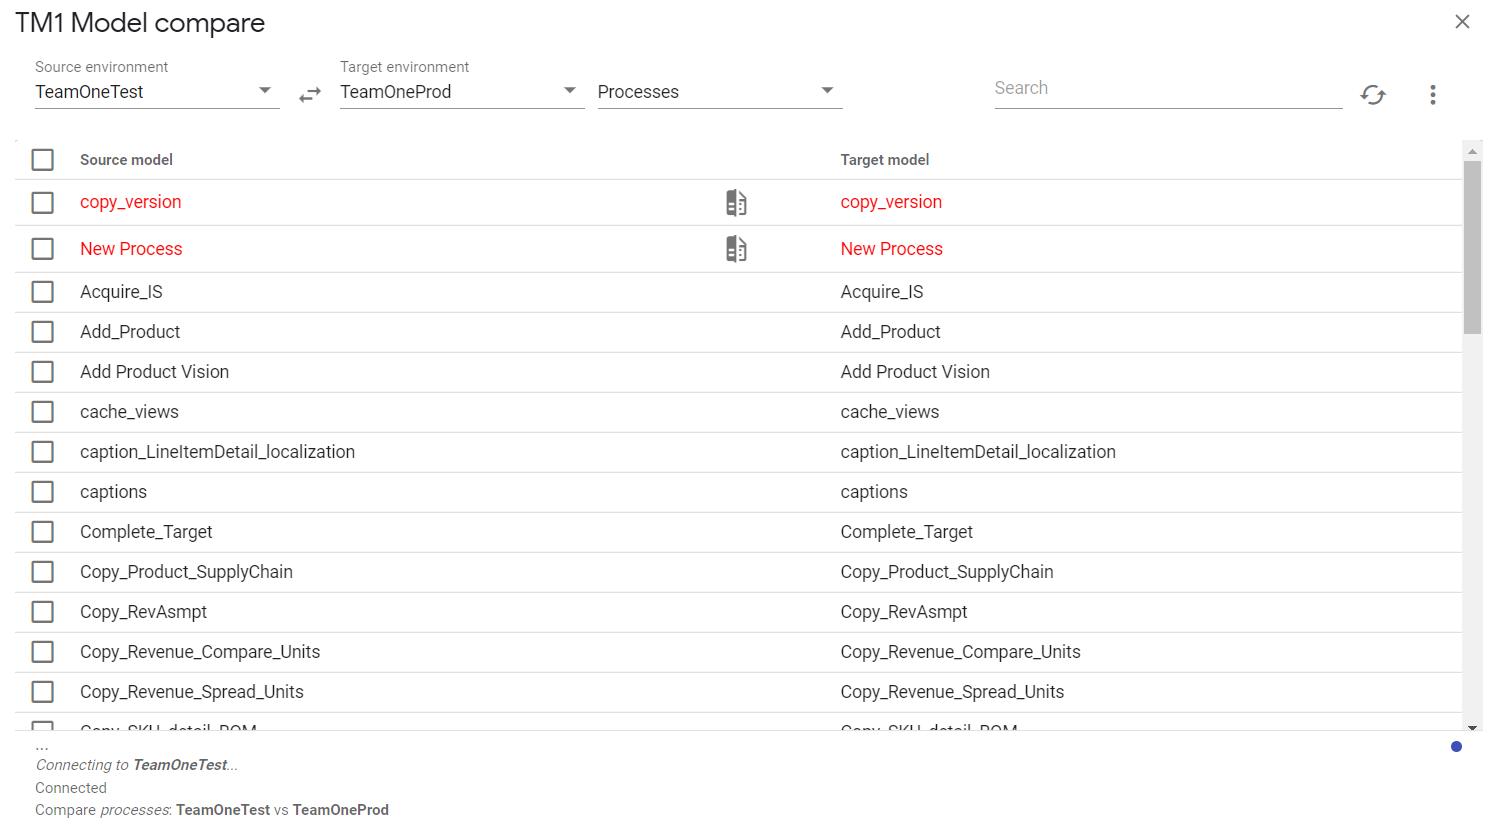 TM1 Model compare
Source environment Target environment
TeamOneTest TeamOneProd Processes Search
Source model Target model
copy_version copy_version
New Process New Process
Acquire_IS Acquire_IS
Add_Product Add_Product
Add Product Vision Add Product Vision
cache_views cache_views
caption_LineItemDetail_localization caption_LineItemDetail_localization
captions captions
Complete_Target Complete_Target
Copy_Product_SupplyChain Copy_Product_SupplyChain
Copy_RevAsmpt Copy_RevAsmpt
Copy_Revenue_Compare_Units Copy_Revenue_Compare_Units
Copy_Revenue_Spread_Units Copy_Revenue_Spread_Units
...
Connecting to TeamOneTest...
Connected
Compare processes: TeamOneTest vs TeamOneProd